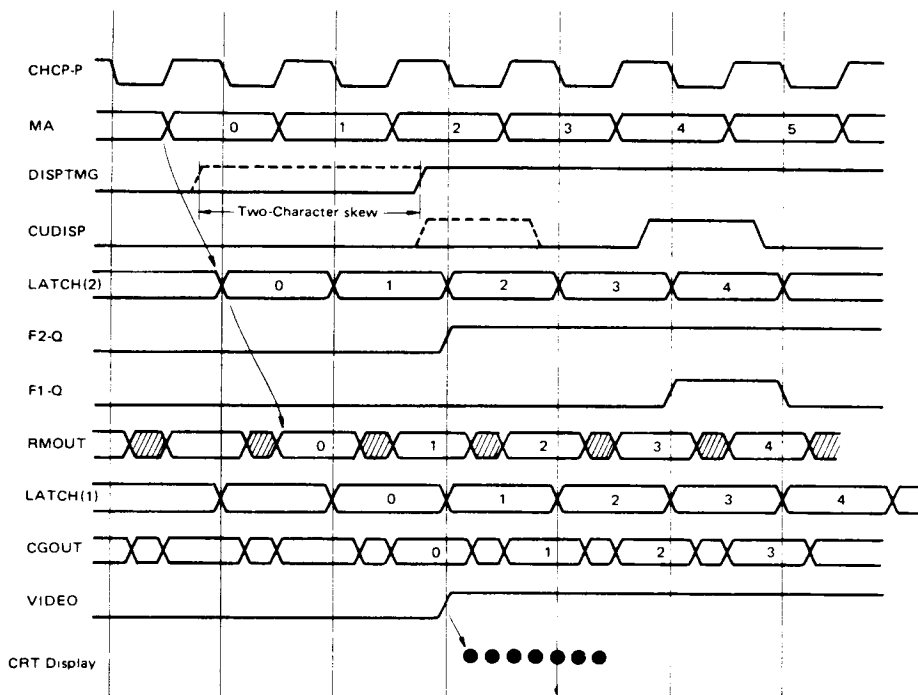 CHCP-P
MA 0 1 2 3 4 5
DISPTMG
Two-Character skew
CUDISP
LATCH(2) 0 1 2 3 4
F2-Q
F1-Q
RMOUT 0 1 2 3 4
LATCH(1) 0 1 2 3 4
CGOUT 0 1 2 3
VIDEO
CRT Display